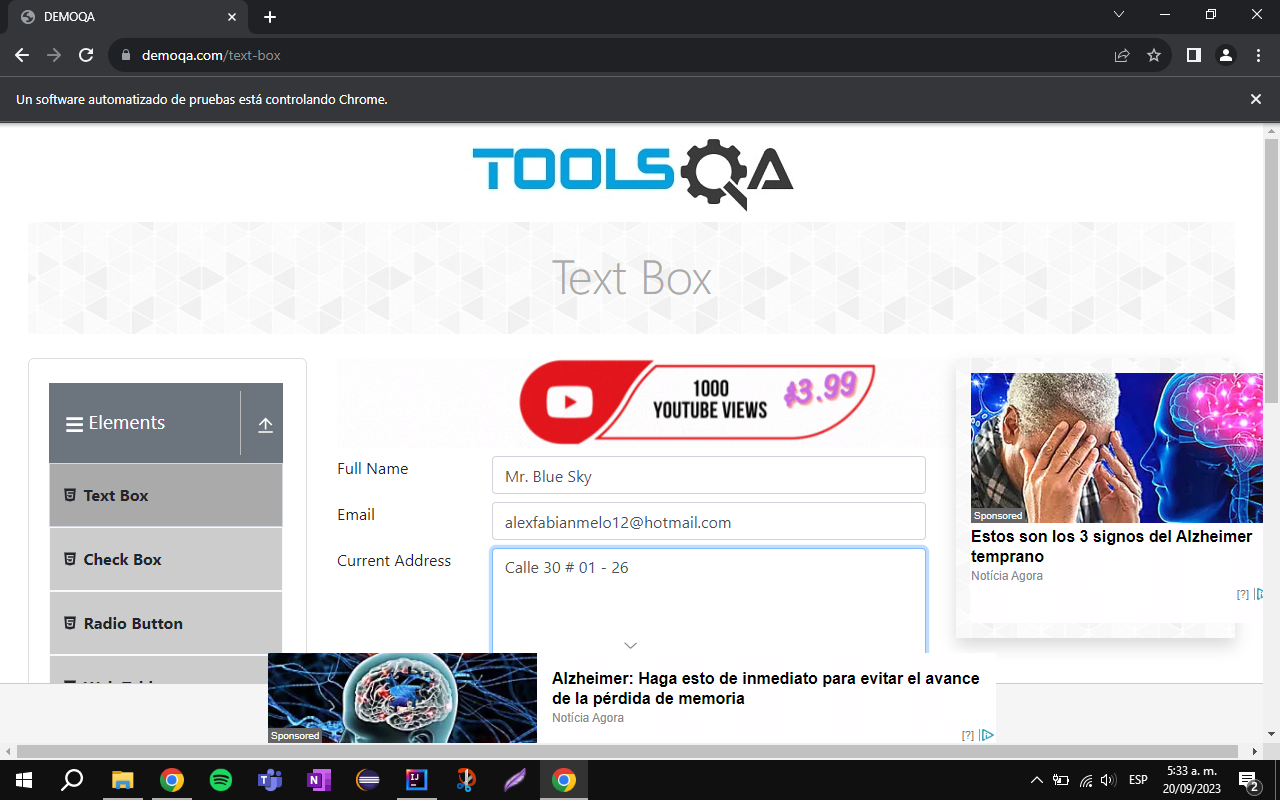 DEMOQA
demoqa.com/text-box
Un software automatizado de pruebas está controlando Chrome.
TOOLSQA
Text Box
1000
YOUTUBE VIEWS
$3.99
Elements
Text Box
Check Box
Radio Button
Full Name
Mr. Blue Sky
Email
alexfabianmelo12@hotmail.com
Current Address
Calle 30 # 01 - 26
Sponsored
Estos son los 3 signos del Alzheimer
temprano
Notícia Agora
[?]
Sponsored
Alzheimer: Haga esto de inmediato para evitar el avance
de la pérdida de memoria
Notícia Agora
[?]
ESP
5:33 a. m.
20/09/2023
2